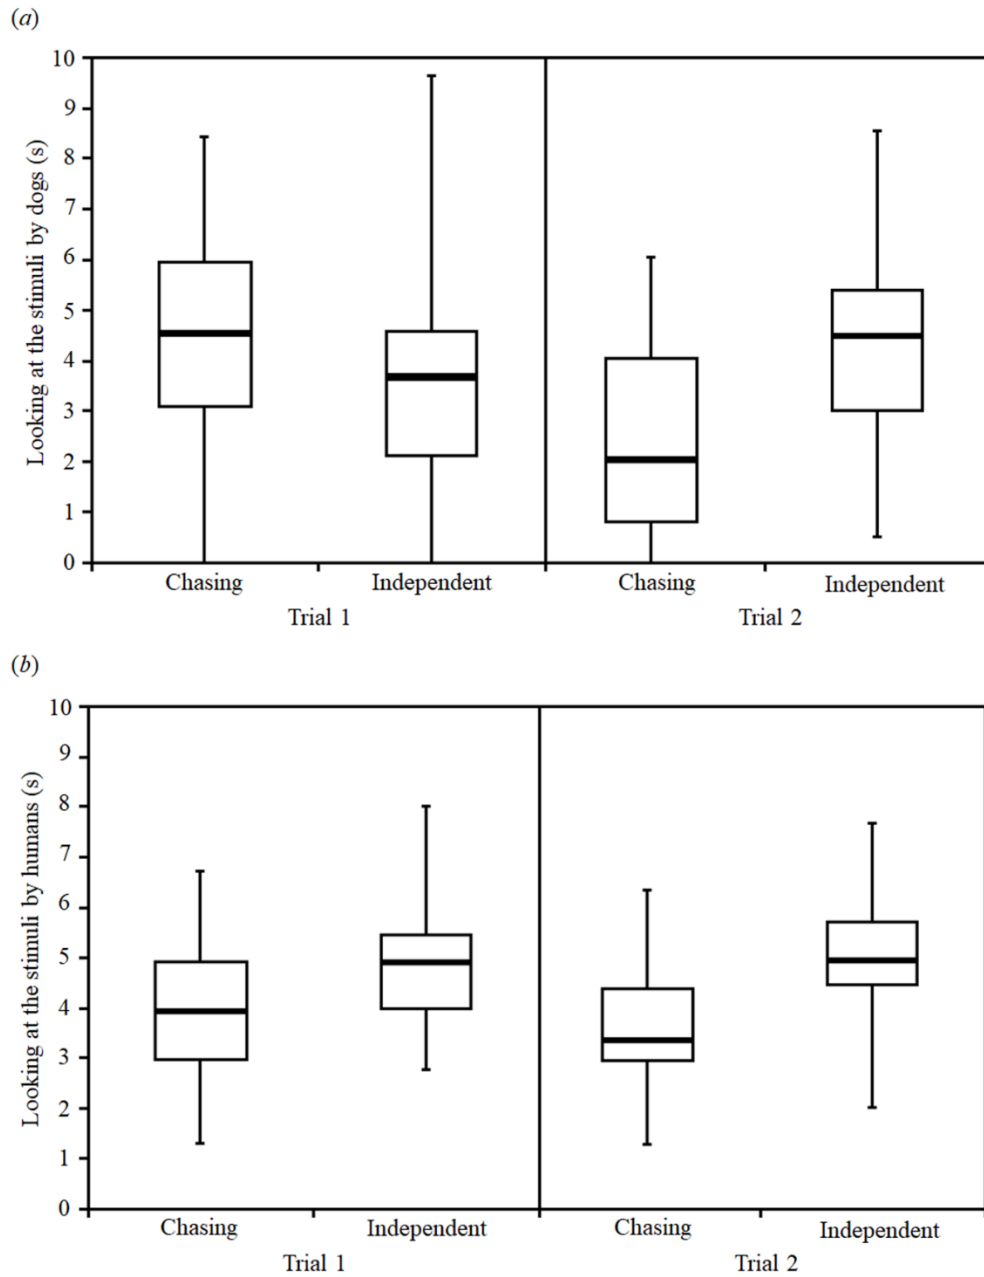 (a)
Looking at the stimuli by dogs (s)
10
9
8
7
6
5
4
3
2
1
0
Chasing Independent Chasing Independent
Trial 1 Trial 2
(b)
Looking at the stimuli by humans (s)
10
9
8
7
6
5
4
3
2
1
0
Chasing Independent Chasing Independent
Trial 1 Trial 2